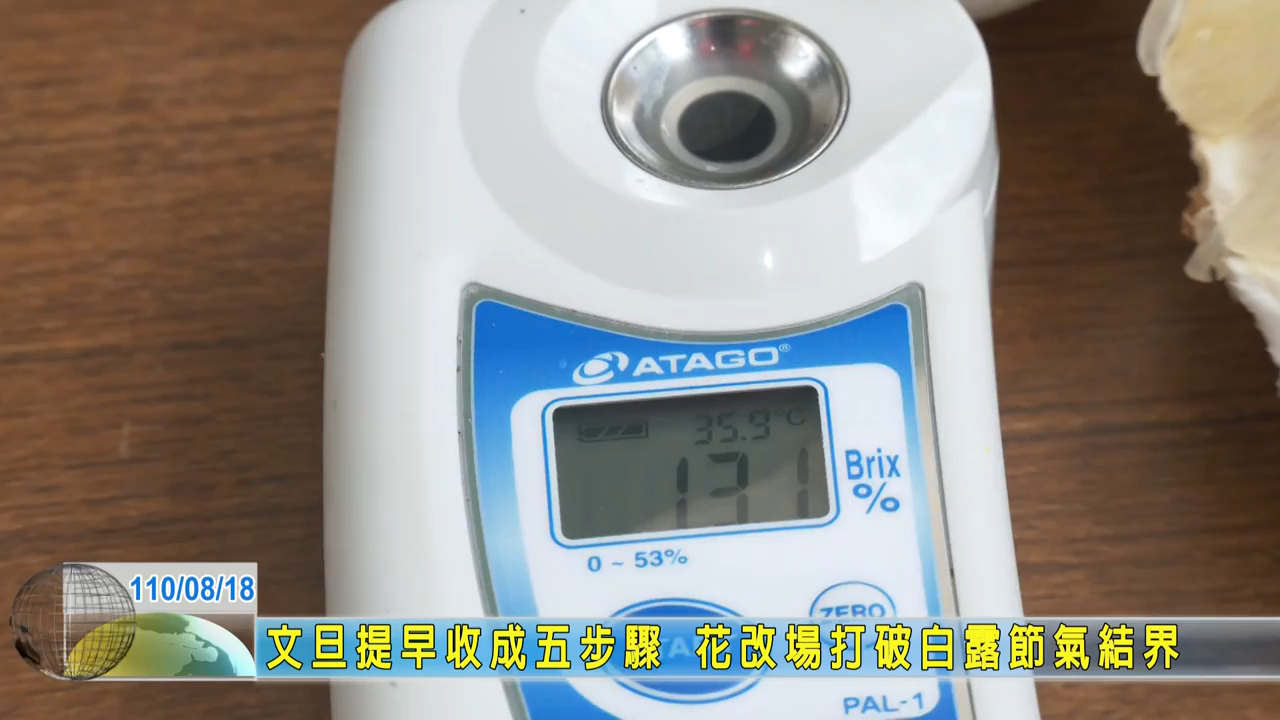 ATAGO®
35.9°C
13.1
Brix
%
0 ~ 53%
ZERO
110/08/18
文旦提早收成五步驟 花改場打破白露節氣結界
PAL-1